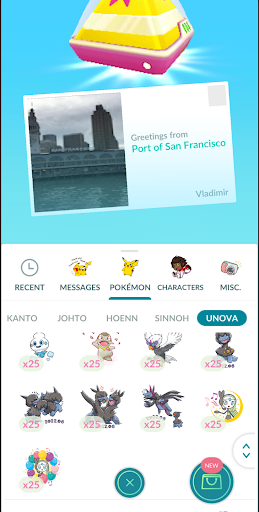 Greetings from
Port of San Francisco
Vladimir
RECENT
MESSAGES
POKÉMON
CHARACTERS
MISC.
KANTO
JOHTO
HOENN
SINNOH
UNOVA
x25
x25
x25
x25
x25
x25
x25
x25
x25
NEW